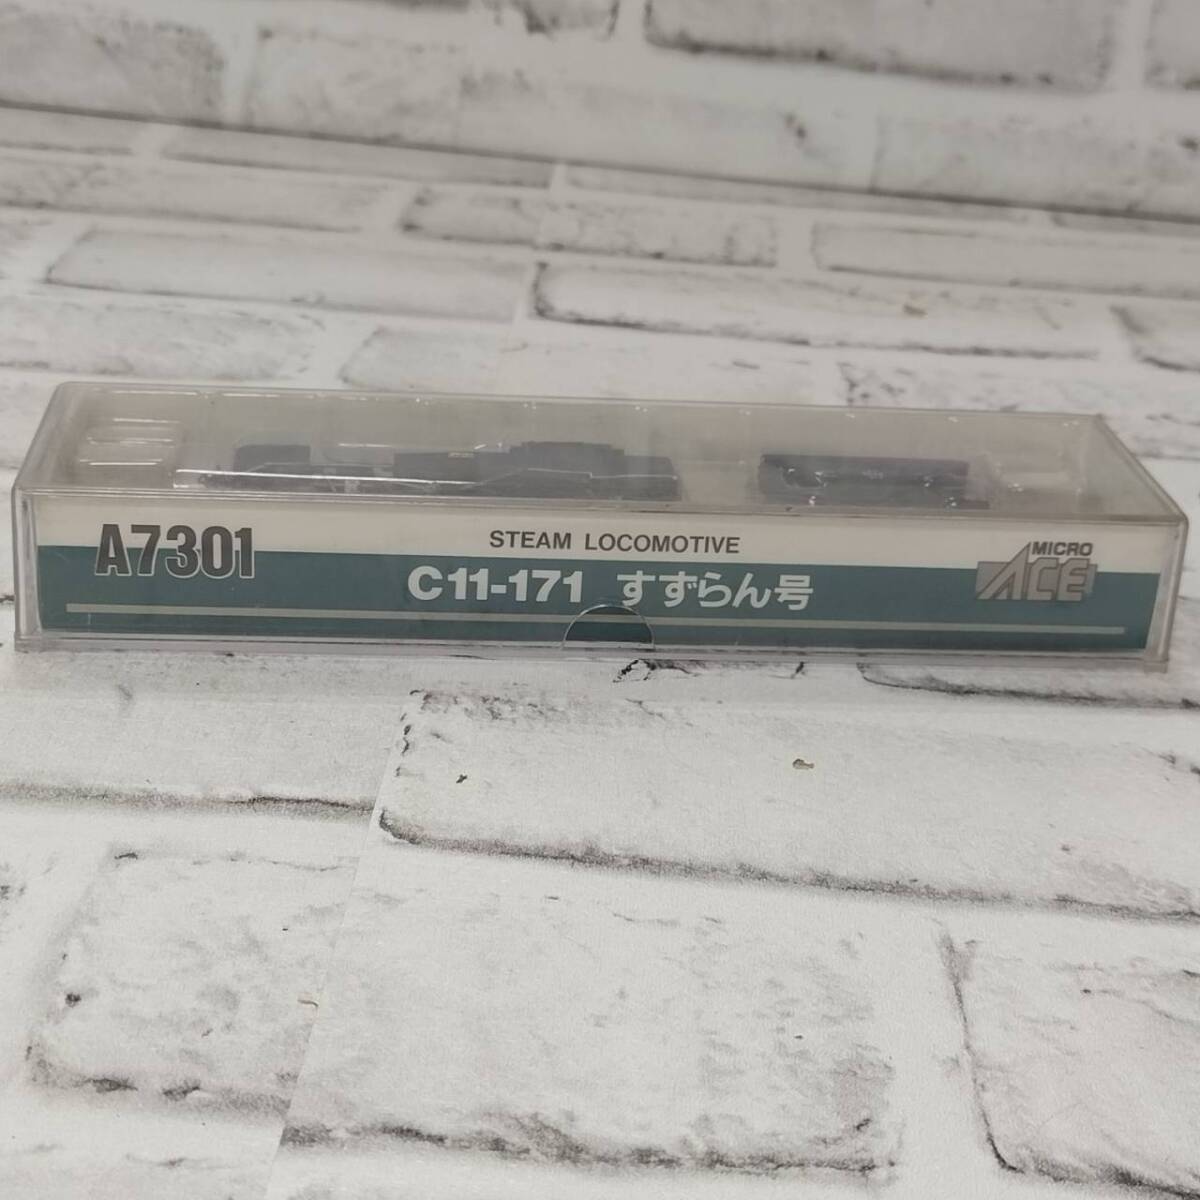 A7301
STEAM LOCOMOTIVE
C11-171 すずらん号
MICRO
ACE